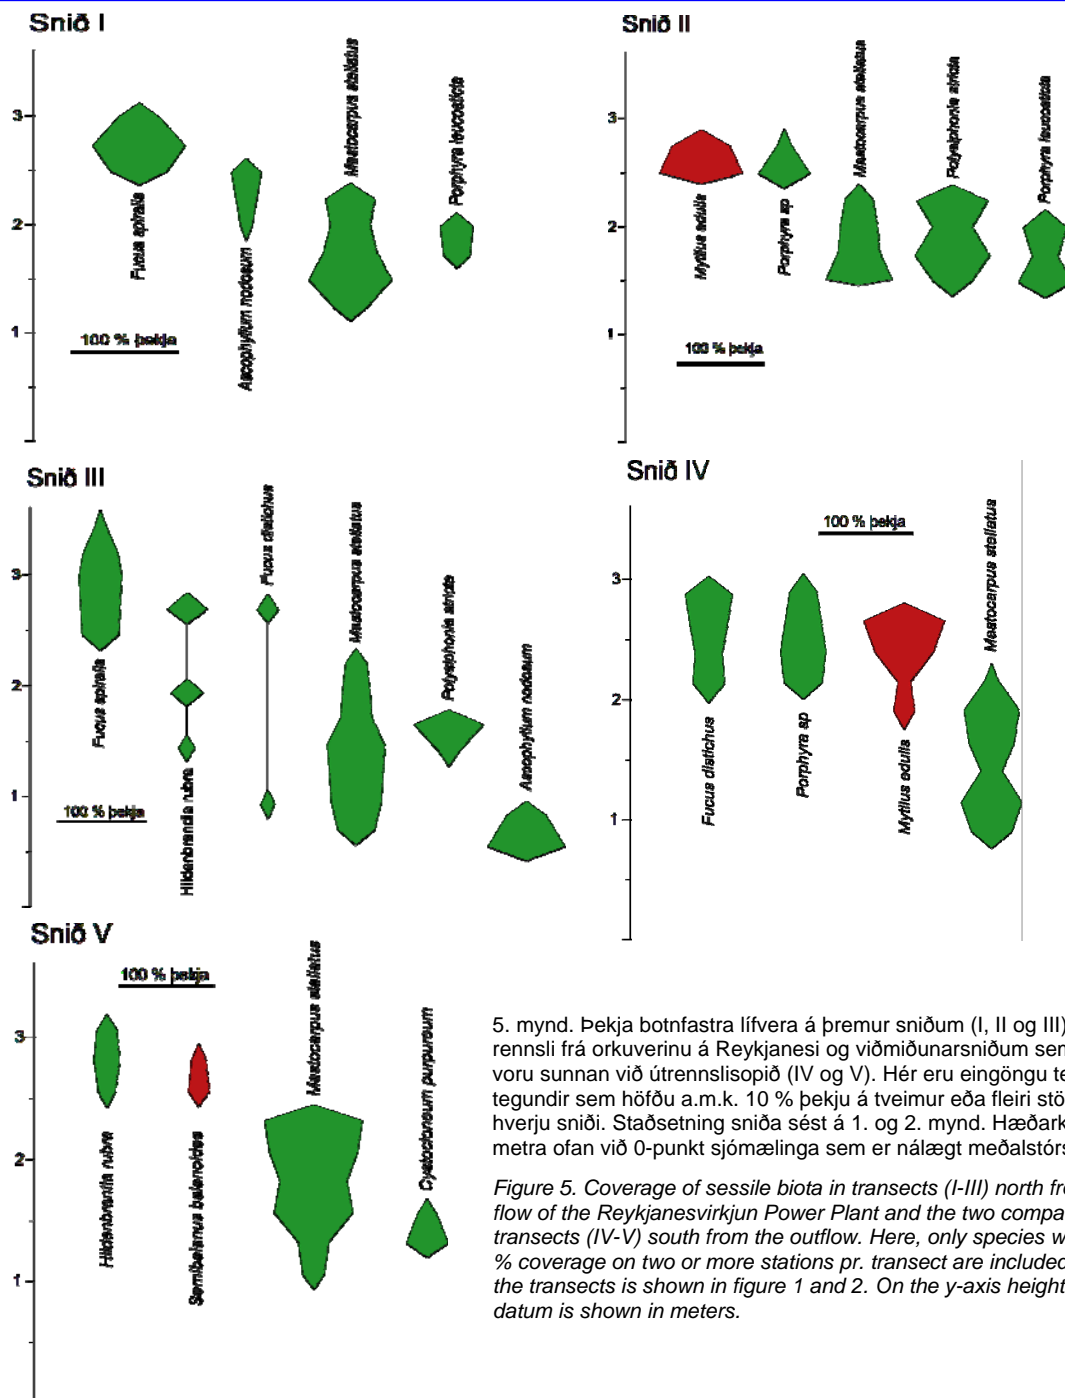 Snið I
3
2
1
Fucus spiralis
Ascophyllum nodosum
Mastocarpus stellatus
Porphyra leucosticta
100 % þekja
Snið II
3
2
1
Mytilus edulis
Porphyra sp
Mastocarpus stellatus
Polysiphonia stricta
Porphyra leucosticta
100 % þekja
Snið III
3
2
1
Fucus spiralis
Hildenbrandia rubra
Fucus distichus
Mastocarpus stellatus
Polysiphonia stricta
Ascophyllum nodosum
100 % þekja
Snið IV
3
2
1
100 % þekja
Fucus distichus
Porphyra sp
Mytilus edulis
Mastocarpus stellatus
Snið V
3
2
1
100 % þekja
Hildenbrantia rubra
Semibalanus balanoides
Mastocarpus stellatus
Cystocloneum purpureum
5. mynd. Þekja botnfastra lífvera á þremur sniðum (I, II og III)
rennsli frá orkuverinu á Reykjanesi og viðmiðunarsniðum sem
voru sunnan við útrennslisopið (IV og V). Hér eru eingöngu te
tegundir sem höfðu a.m.k. 10 % þekju á tveimur eða fleiri stö
hverju sniði. Staðsetning sniða sést á 1. og 2. mynd. Hæðark
metra ofan við 0-punkt sjómælinga sem er nálægt meðalstórs
Figure 5. Coverage of sessile biota in transects (I-III) north fro
flow of the Reykjanesvirkjun Power Plant and the two compa
transects (IV-V) south from the outflow. Here, only species w
% coverage on two or more stations pr. transect are included
the transects is shown in figure 1 and 2. On the y-axis height
datum is shown in meters.